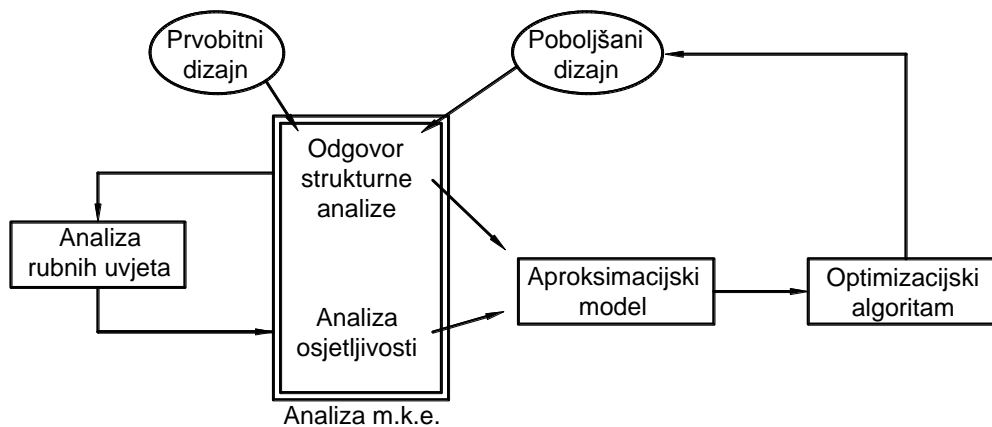 Prvobitni
dizajn
Poboljšani
dizajn
Odgovor
strukturne
analize
Analiza
rubnih uvjeta
Aproksimacijski
model
Optimizacijski
algoritam
Analiza
osjetljivosti
Analiza m.k.e.